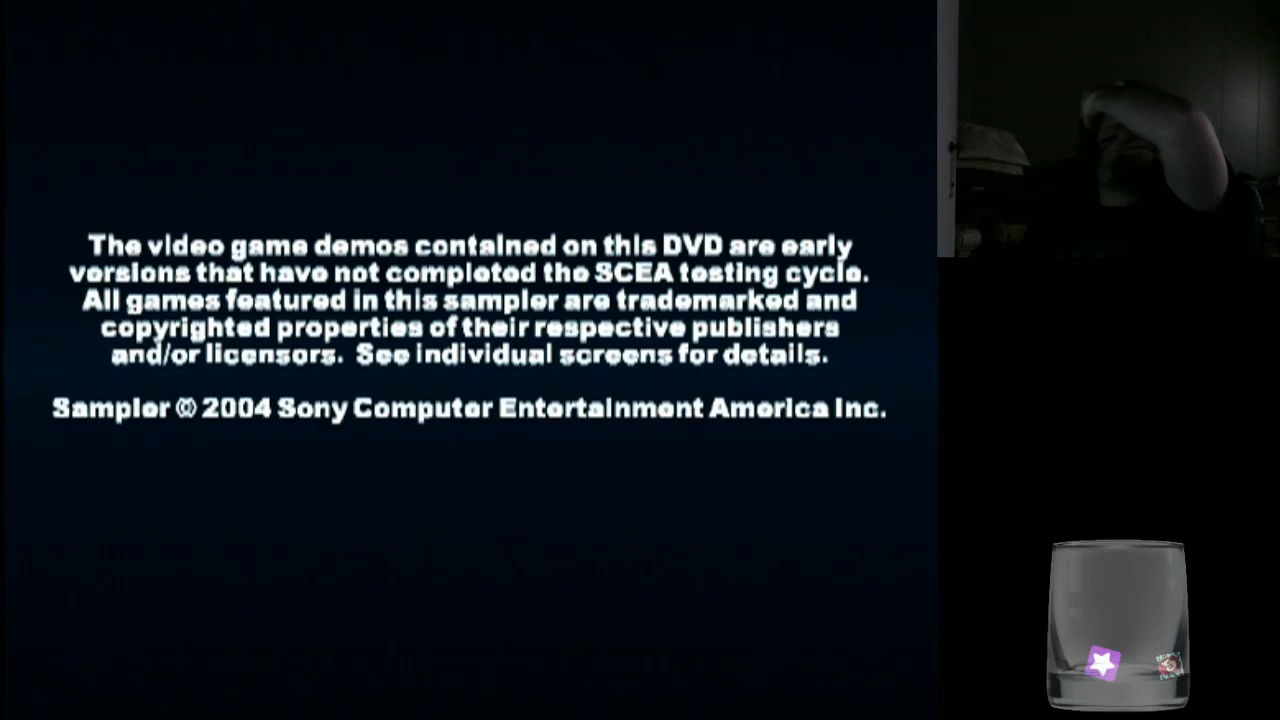 The video game demos contained on this DVD are early
versions that have not completed the SCEA testing cycle.
All games featured in this sampler are trademarked and
copyrighted properties of their respective publishers
and/or licensors. See individual screens for details.
Sampler © 2004 Sony Computer Entertainment America Inc.